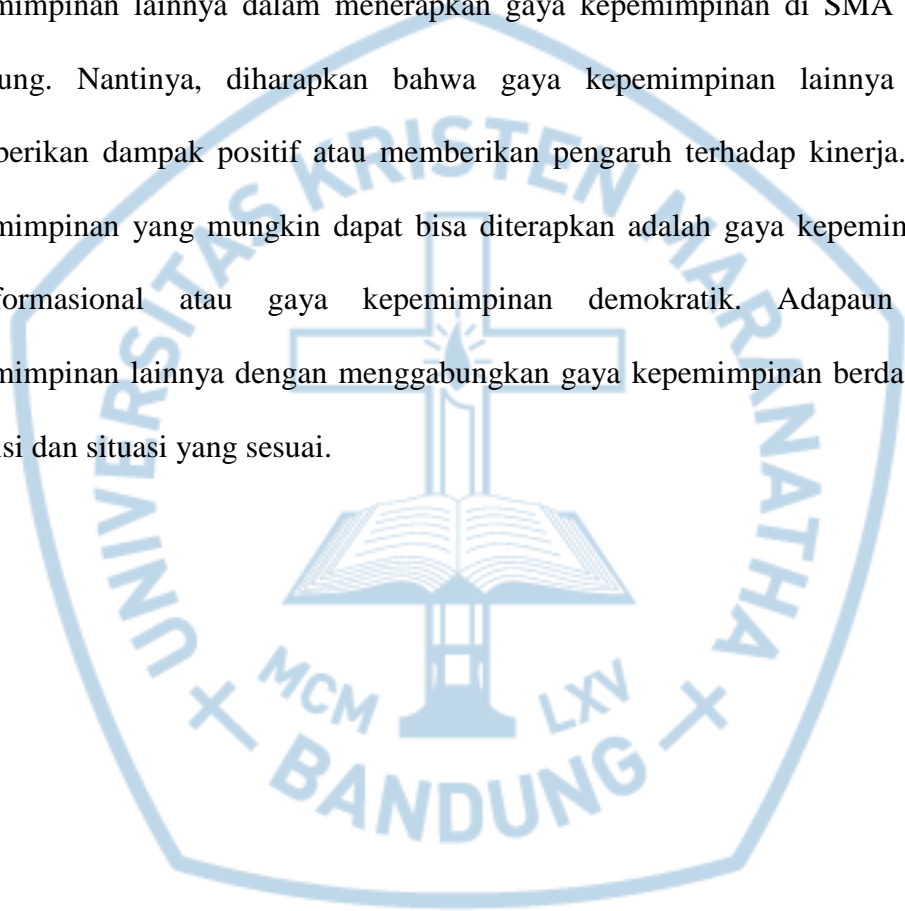 mimpinan lainnya dalam menerapkan gaya kepemimpinan di SMA
ung. Nantinya, diharapkan bahwa gaya kepemimpinan lainnya
berikan dampak positif atau memberikan pengaruh terhadap kinerja.
mimpinan yang mungkin dapat bisa diterapkan adalah gaya kepemin
formasional atau gaya kepemimpinan demokratik. Adapaun
mimpinan lainnya dengan menggabungkan gaya kepemimpinan berda
si dan situasi yang sesuai.
UNIVERSITAS KRISTEN MARANATHA
MCM LXV
BANDUNG